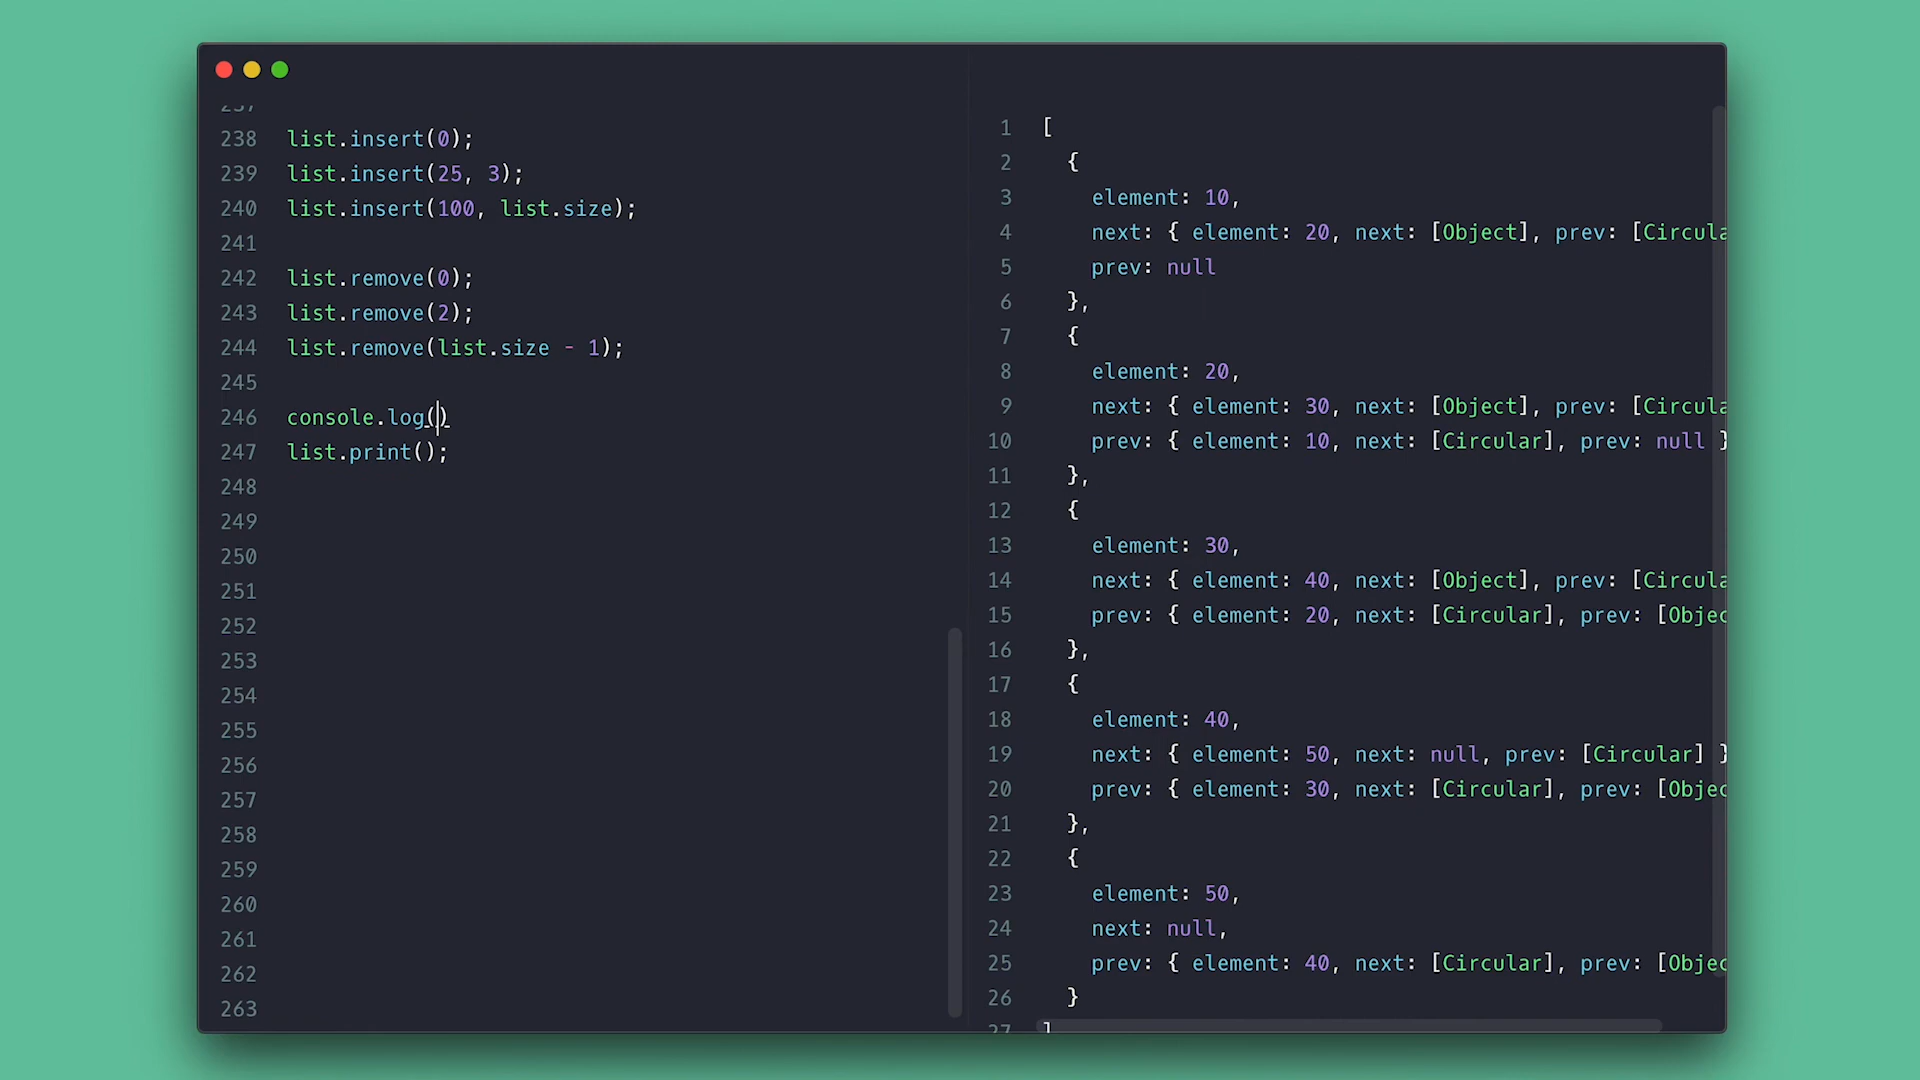 237
238 list.insert(0);
239 list.insert(25, 3);
240 list.insert(100, list.size);
241
242 list.remove(0);
243 list.remove(2);
244 list.remove(list.size - 1);
245
246 console.log()
247 list.print();
248
249
250
251
252
253
254
255
256
257
258
259
260
261
262
263
1 [
2 {
3 element: 10,
4 next: { element: 20, next: [Object], prev: [Circula
5 prev: null
6 },
7 {
8 element: 20,
9 next: { element: 30, next: [Object], prev: [Circula
10 prev: { element: 10, next: [Circular], prev: null }
11 },
12 {
13 element: 30,
14 next: { element: 40, next: [Object], prev: [Circula
15 prev: { element: 20, next: [Circular], prev: [Objec
16 },
17 {
18 element: 40,
19 next: { element: 50, next: null, prev: [Circular] }
20 prev: { element: 30, next: [Circular], prev: [Objec
21 },
22 {
23 element: 50,
24 next: null,
25 prev: { element: 40, next: [Circular], prev: [Objec
26 }
27 ]